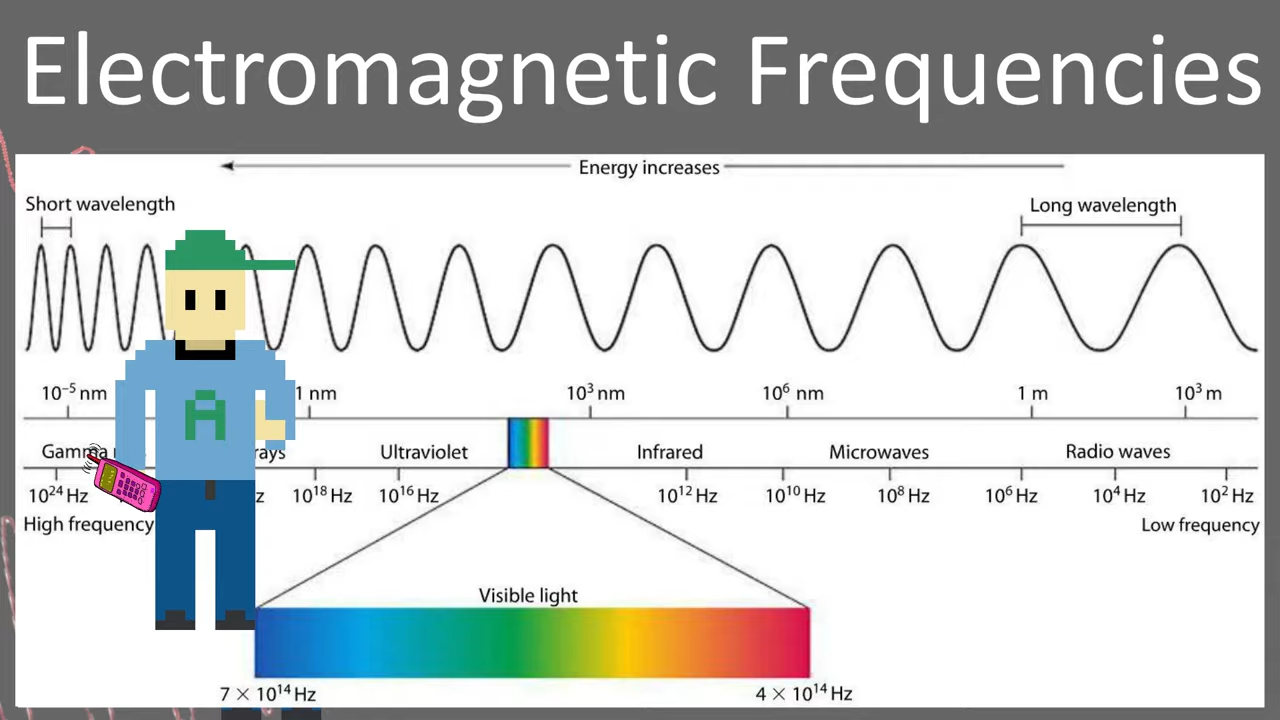 Electromagnetic Frequencies
Energy increases
Short wavelength
Long wavelength
10⁻⁵ nm
1 nm
10³ nm
10⁶ nm
1 m
10³ m
Gamma
Ultraviolet
Infrared
Microwaves
Radio waves
10²⁴ Hz
10¹⁸ Hz
10¹⁶ Hz
10¹² Hz
10¹⁰ Hz
10⁸ Hz
10⁶ Hz
10⁴ Hz
10² Hz
High frequency
Low frequency
A
Visible light
7 × 10¹⁴ Hz
4 × 10¹⁴ Hz